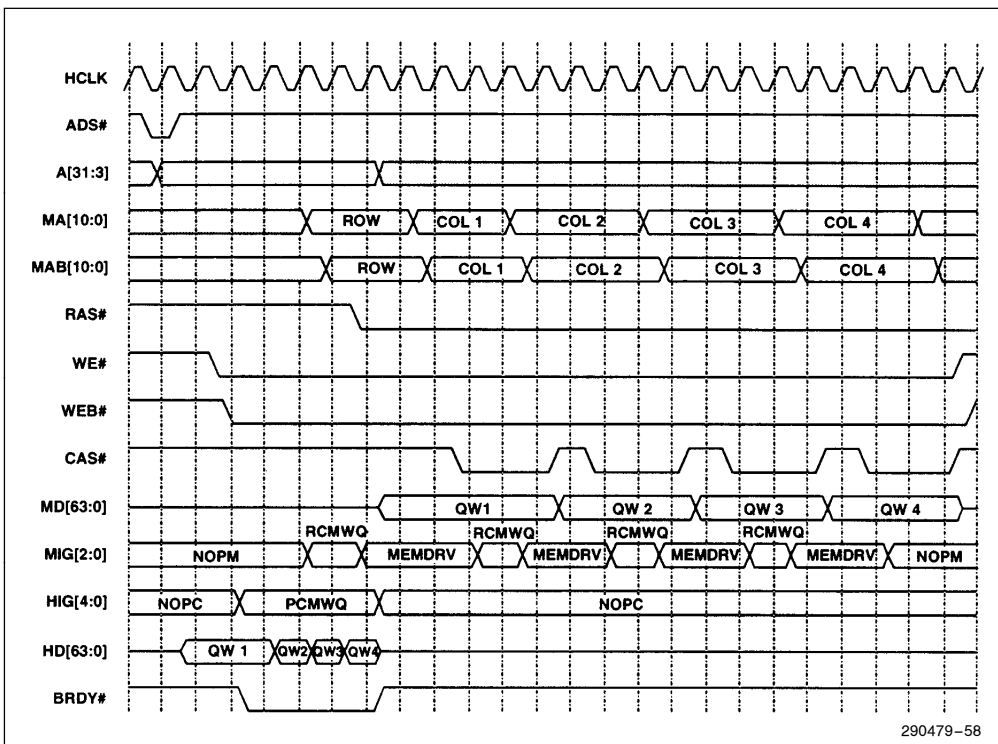 HCLK
ADS#
A[31:3]
MA[10:0] ROW COL 1 COL 2 COL 3 COL 4
MAB[10:0] ROW COL 1 COL 2 COL 3 COL 4
RAS#
WE#
WEB#
CAS#
MD[63:0] QW1 QW 2 QW 3 QW 4
RCMWQ RCMWQ RCMWQ RCMWQ
MIG[2:0] NOPM MEMDRV MEMDRV MEMDRV MEMDRV NOPM
HIG[4:0] NOPC PCMWQ NOPC
HD[63:0] QW 1 QW2 QW3 QW4
BRDY#
290479-58